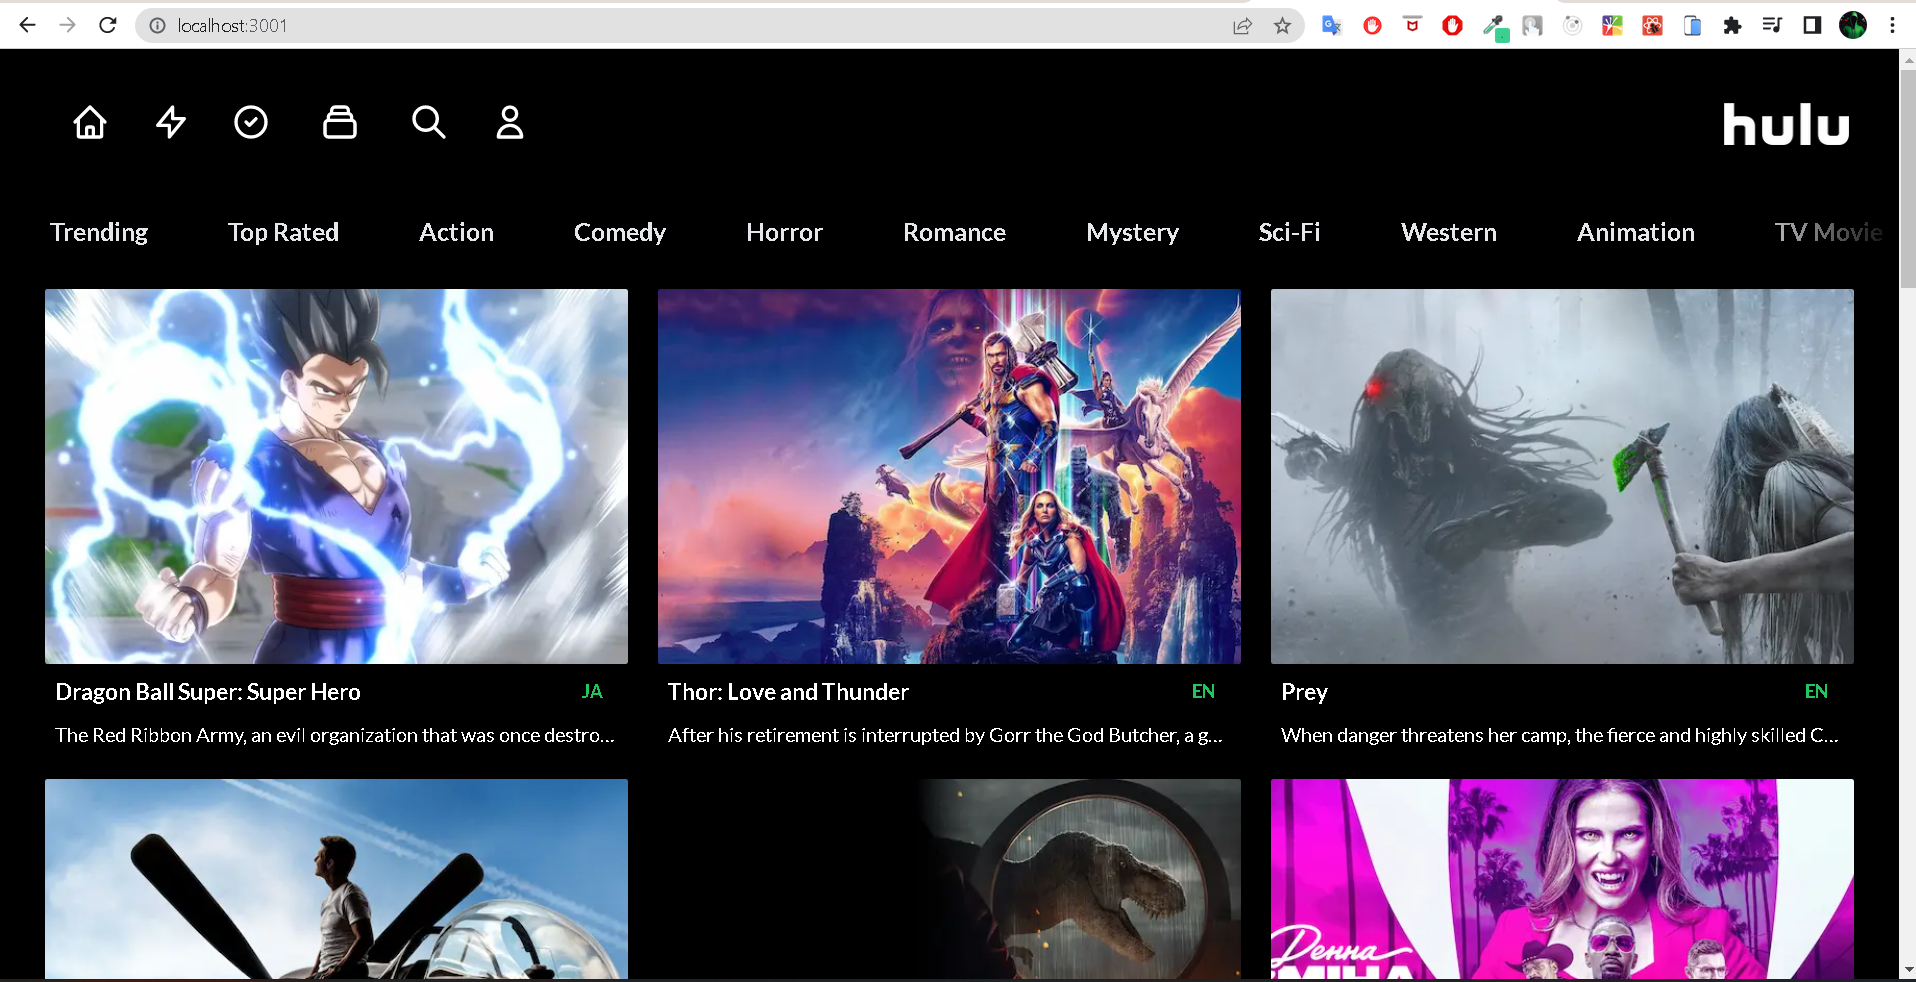 localhost:3001
hulu
Trending Top Rated Action Comedy Horror Romance Mystery Sci-Fi Western Animation TV Movie
Dragon Ball Super: Super Hero JA
The Red Ribbon Army, an evil organization that was once destro...
Thor: Love and Thunder EN
After his retirement is interrupted by Gorr the God Butcher, a g...
Prey EN
When danger threatens her camp, the fierce and highly skilled C...
Денна